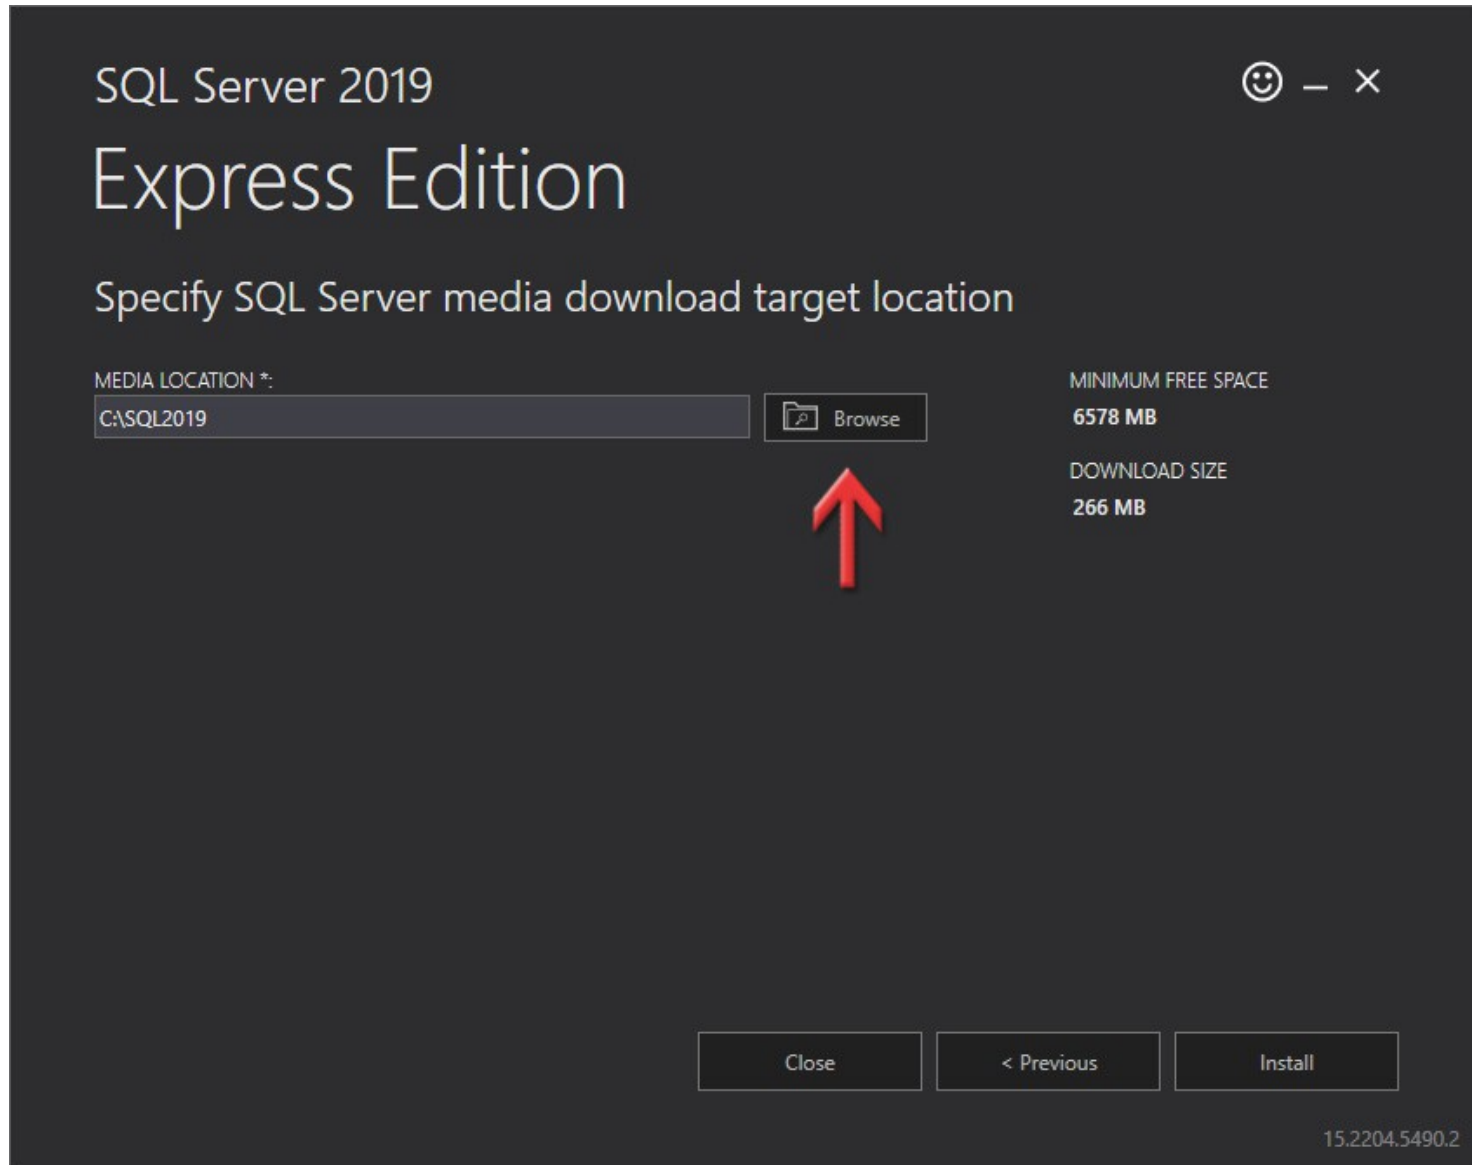 SQL Server 2019
Express Edition
Specify SQL Server media download target location
MEDIA LOCATION *:
C:\SQL2019
Browse
MINIMUM FREE SPACE
6578 MB
DOWNLOAD SIZE
266 MB
Close
< Previous
Install
15.2204.5490.2